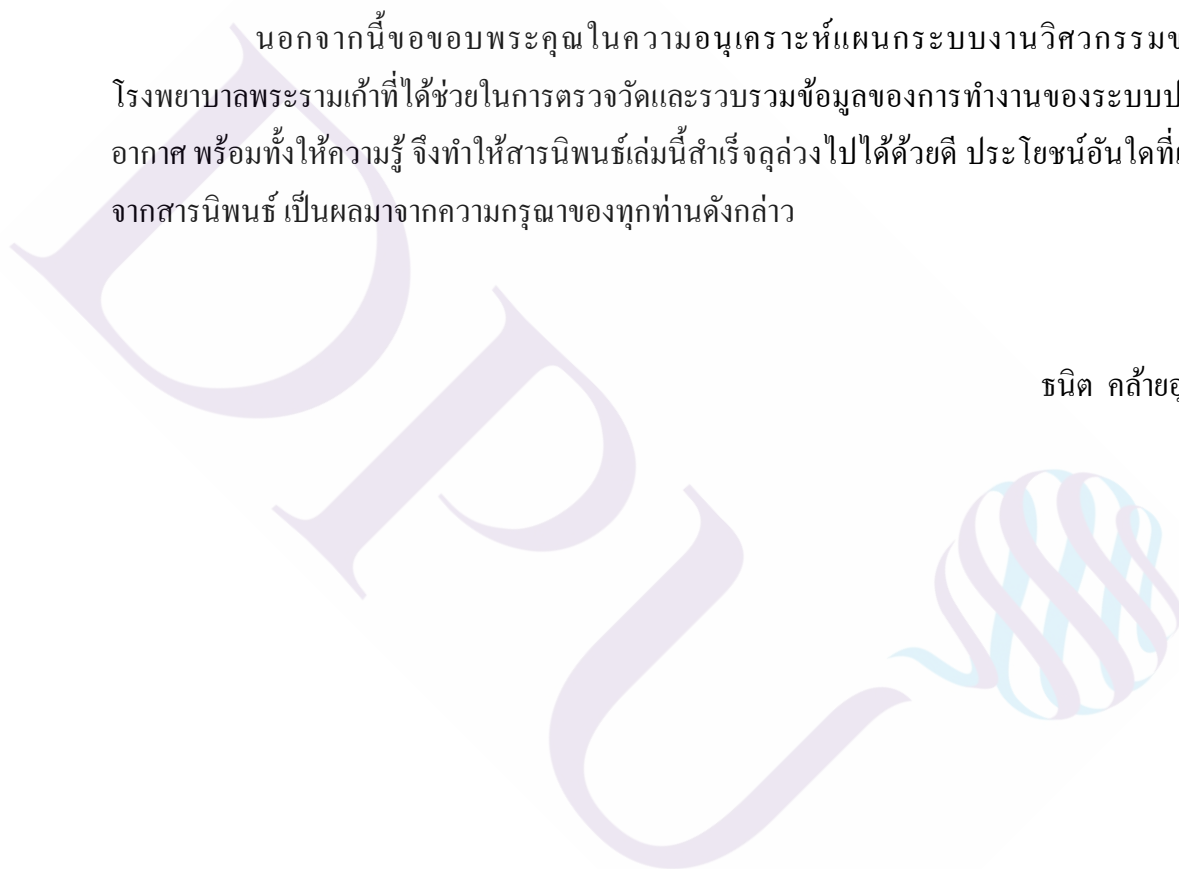 นอกจากนี้ขอขอบพระคุณในความอนุเคราะห์แผนกระบบงานวิศวกรรม
โรงพยาบาลพระรามเก้าที่ได้ช่วยในการตรวจวัดและรวบรวมข้อมูลของการทำงานของระบบ
อากาศ พร้อมทั้งให้ความรู้ จึงทำให้สารนิพนธ์เล่มนี้สำเร็จลุล่วงไปได้ด้วยดี ประโยชน์อันใดที่
จากสารนิพนธ์ เป็นผลมาจากความกรุณาของทุกท่านดังกล่าว
ธนิต คล้าย
DPU